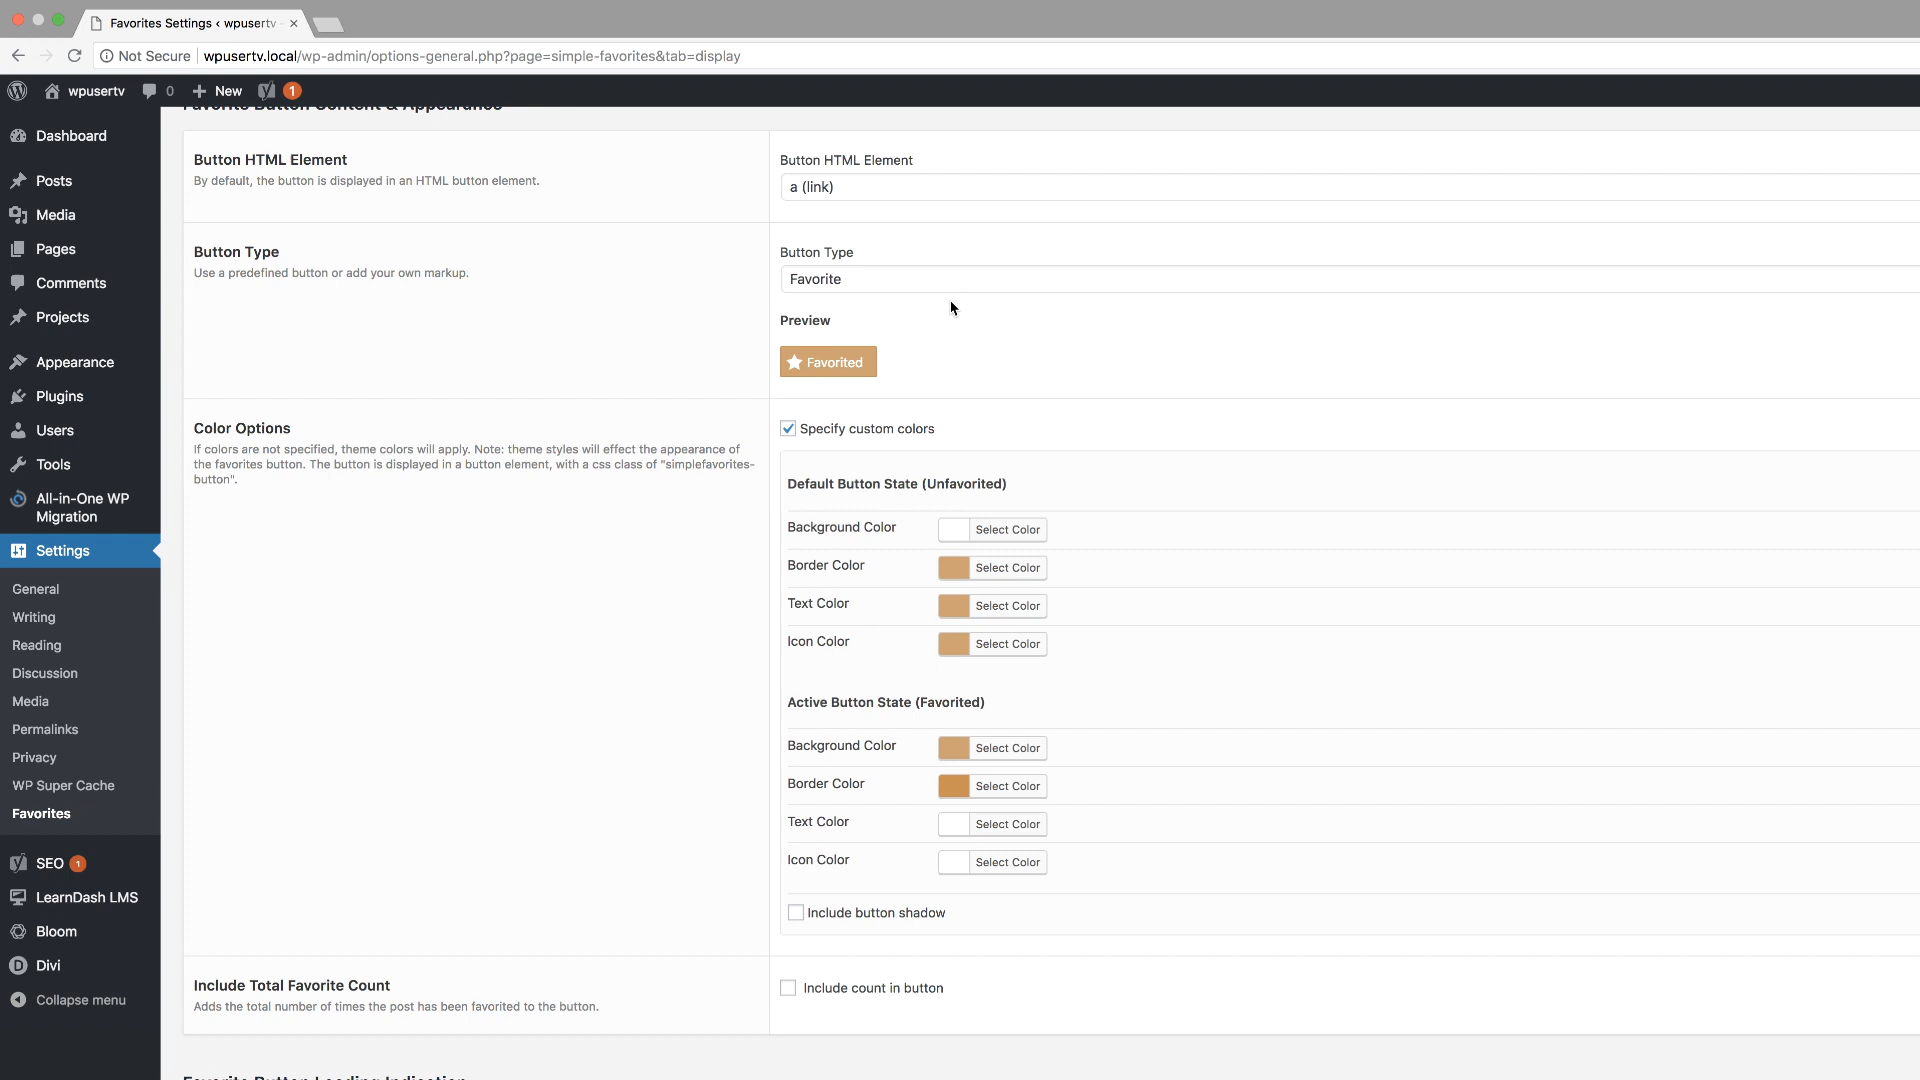 Favorites Settings ‹ wpusertv
Not Secure wpusertv.local/wp-admin/options-general.php?page=simple-favorites&tab=display
wpusertv 0 New 1
Favorite Button Content & Appearance
Dashboard
Posts
Media
Pages
Comments
Projects
Appearance
Plugins
Users
Tools
All-in-One WP
Migration
Settings
General
Writing
Reading
Discussion
Media
Permalinks
Privacy
WP Super Cache
Favorites
SEO 1
LearnDash LMS
Bloom
Divi
Collapse menu
Button HTML Element
By default, the button is displayed in an HTML button element.
Button HTML Element
a (link)
Button Type
Use a predefined button or add your own markup.
Button Type
Favorite
Preview
Favorited
Color Options
If colors are not specified, theme colors will apply. Note: theme styles will effect the appearance of
the favorites button. The button is displayed in a button element, with a css class of "simplefavorites-
button".
Specify custom colors
Default Button State (Unfavorited)
Background Color Select Color
Border Color Select Color
Text Color Select Color
Icon Color Select Color
Active Button State (Favorited)
Background Color Select Color
Border Color Select Color
Text Color Select Color
Icon Color Select Color
Include button shadow
Include Total Favorite Count
Adds the total number of times the post has been favorited to the button.
Include count in button
Favorite Button Loading Indication